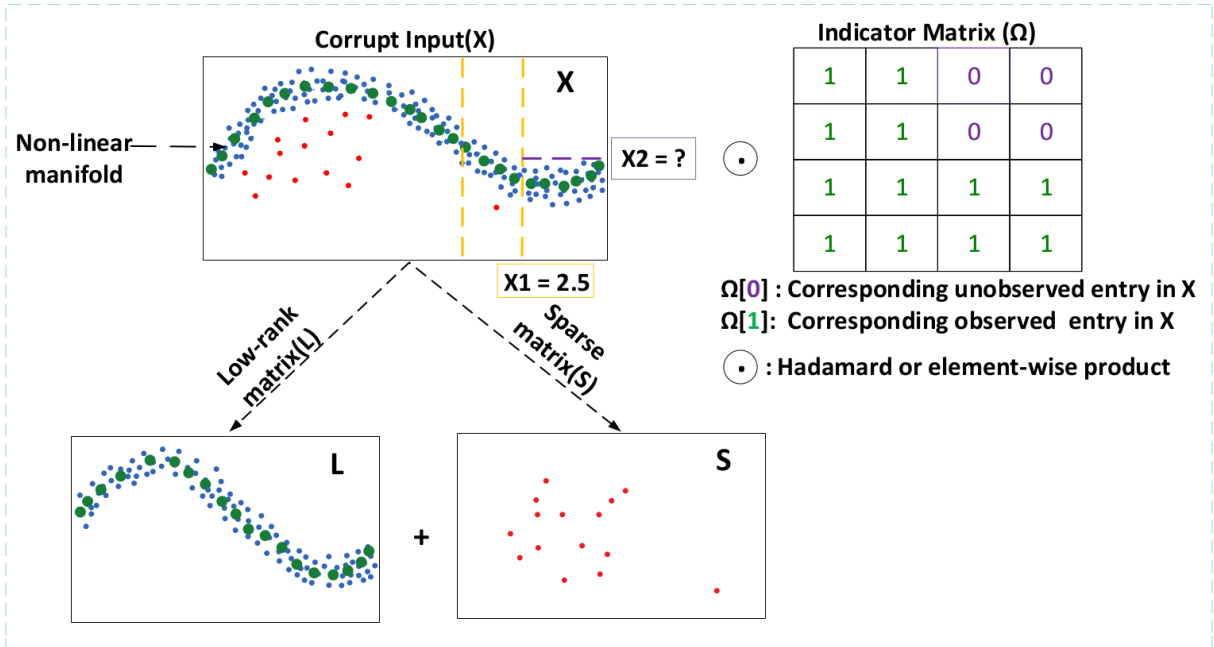 Corrupt Input(X)
X
Non-linear
manifold
X2 = ?
X1 = 2.5
Indicator Matrix (Ω)
1 1 0 0
1 1 0 0
1 1 1 1
1 1 1 1
Ω[0] : Corresponding unobserved entry in X
Ω[1]: Corresponding observed entry in X
⊙ : Hadamard or element-wise product
Low-rank
matrix(L)
Sparse
matrix(S)
L
+
S